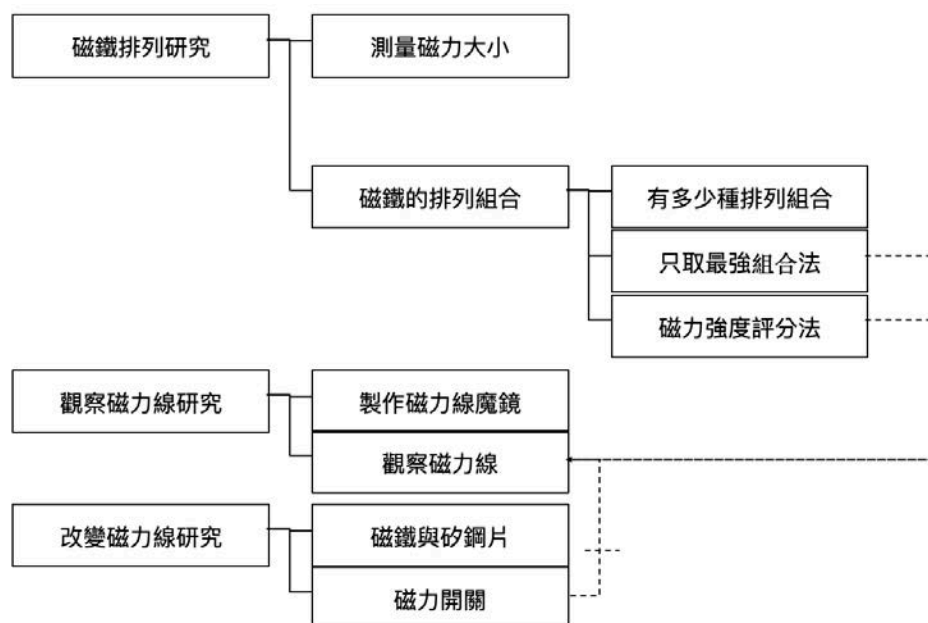 磁鐵排列研究
測量磁力大小
磁鐵的排列組合
有多少種排列組合
只取最強組合法
磁力強度評分法
觀察磁力線研究
製作磁力線魔鏡
觀察磁力線
改變磁力線研究
磁鐵與矽鋼片
磁力開關